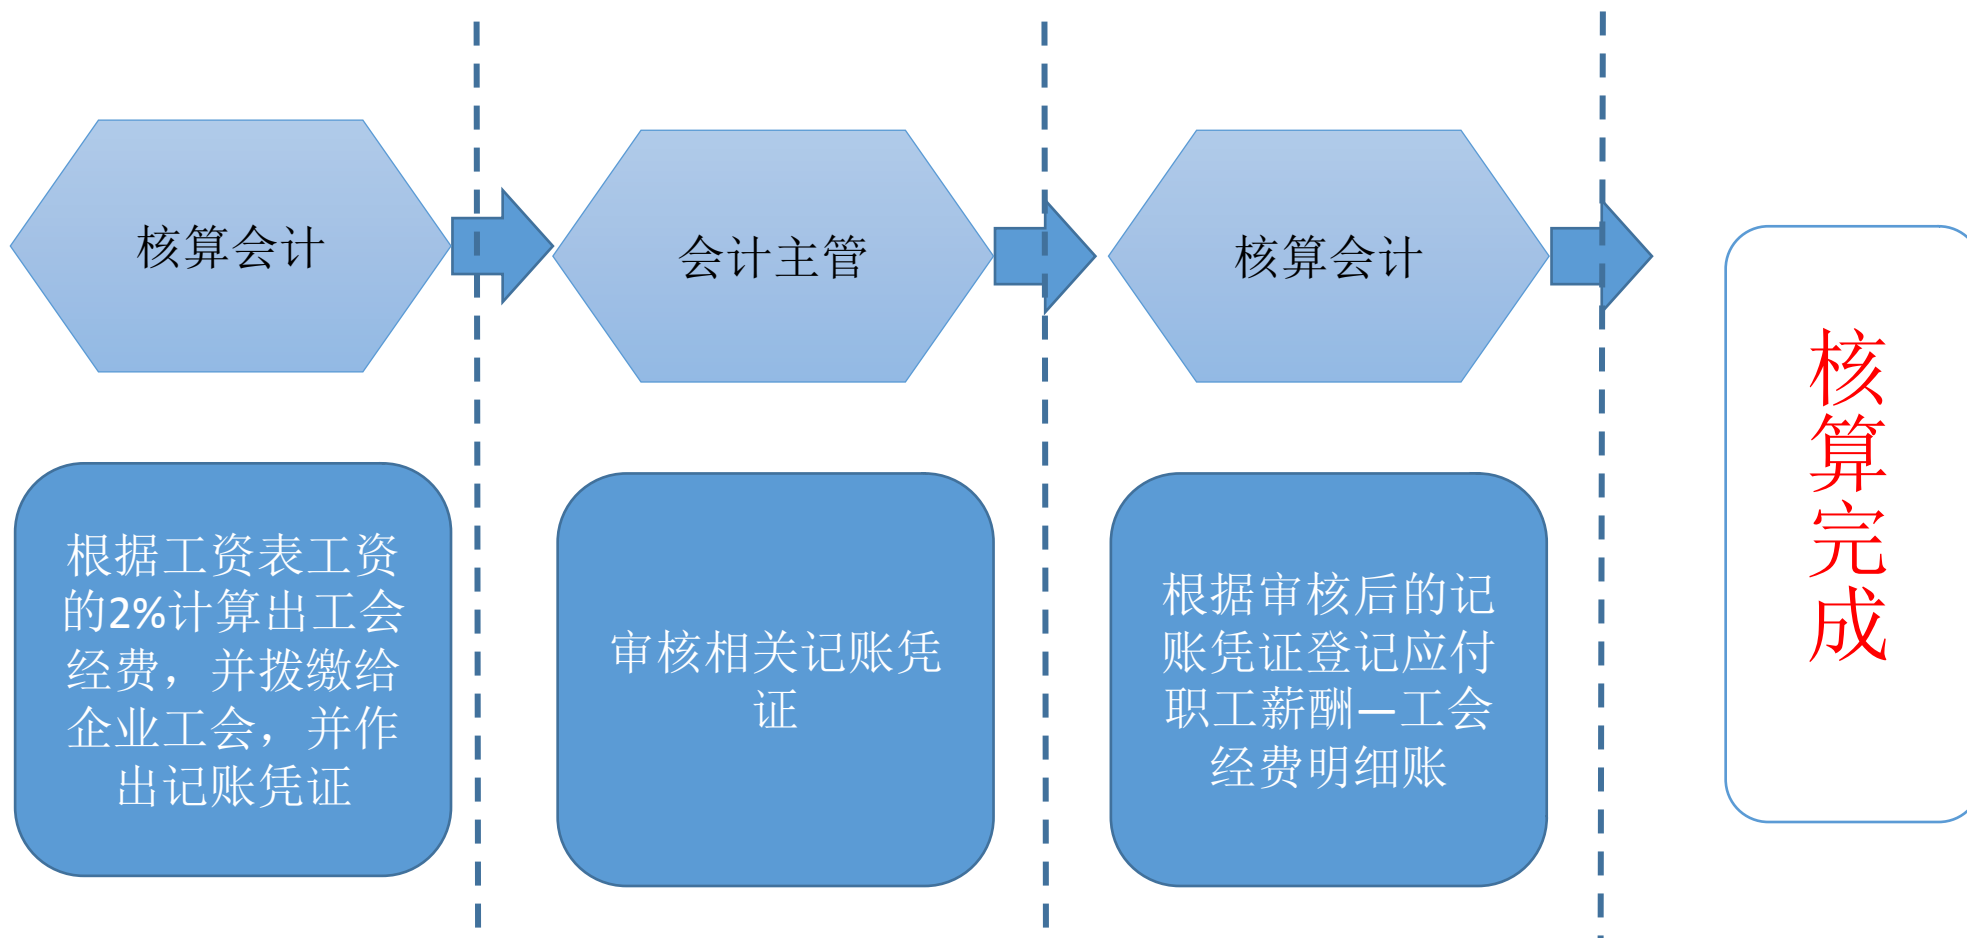 核算会计
会计主管
核算会计
根据工资表工资
的2%计算出工会
经费，并拨缴给
企业工会，并作
出记账凭证
审核相关记账凭
证
根据审核后的记
账凭证登记应付
职工薪酬—工会
经费明细账
核算完成